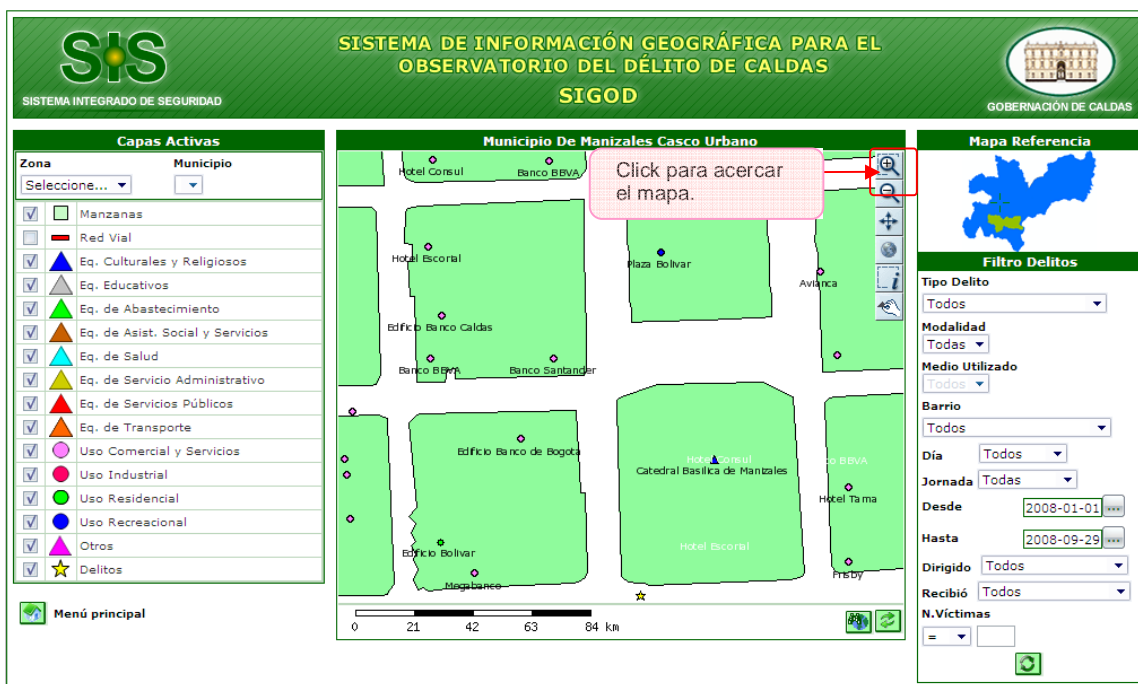 SIS
SISTEMA INTEGRADO DE SEGURIDAD
SISTEMA DE INFORMACIÓN GEOGRÁFICA PARA EL
OBSERVATORIO DEL DÉLITO DE CALDAS
SIGOD
GOBERNACIÓN DE CALDAS
Capas Activas
Zona Municipio
Seleccione...
Manzanas
Red Vial
Eq. Culturales y Religiosos
Eq. Educativos
Eq. de Abastecimiento
Eq. de Asist. Social y Servicios
Eq. de Salud
Eq. de Servicio Administrativo
Eq. de Servicios Públicos
Eq. de Transporte
Uso Comercial y Servicios
Uso Industrial
Uso Residencial
Uso Recreacional
Otros
Delitos
Menú principal
Municipio De Manizales Casco Urbano
Click para acercar
el mapa.
Hotel Consul
Banco BBVA
Hotel Escorial
Plaza Bolivar
Avianca
Edificio Banco Caldas
Banco BBVA
Banco Santander
Edificio Banco de Bogota
Hotel Consul
co BBVA
Catedral Basilica de Manizales
Hotel Tama
Edificio Bolivar
Hotel Escorial
Megabanco
Frisby
0 21 42 63 84 km
Mapa Referencia
Filtro Delitos
Tipo Delito
Todos
Modalidad
Todas
Medio Utilizado
Todos
Barrio
Todos
Día Todos
Jornada Todas
Desde 2008-01-01 ...
Hasta 2008-09-29 ...
Dirigido Todos
Recibió Todos
N.Víctimas
=